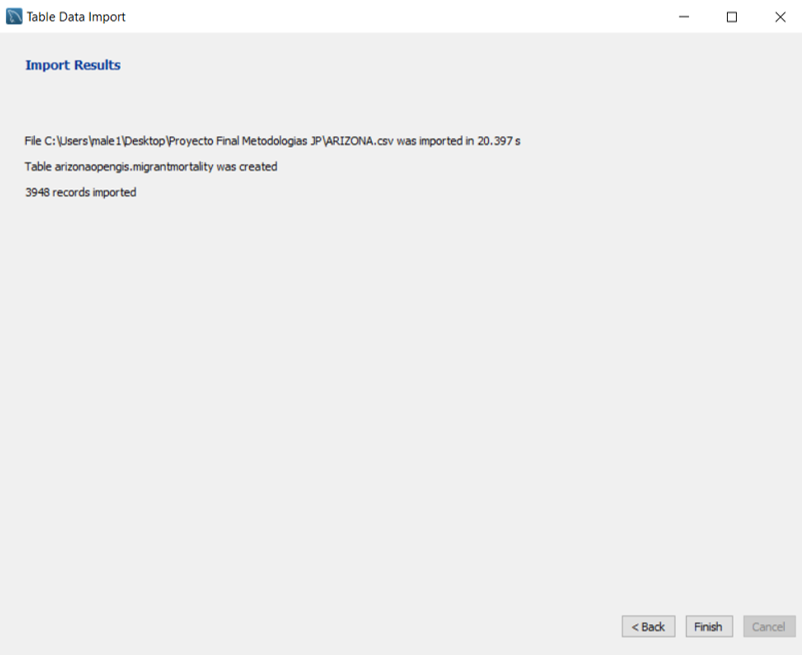 Table Data Import
Import Results
File C:\Users\male1\Desktop\Proyecto Final Metodologias JP\ARIZONA.csv was imported in 20.397 s
Table arizonaopengis.migrantmortality was created
3948 records imported
< Back Finish Cancel